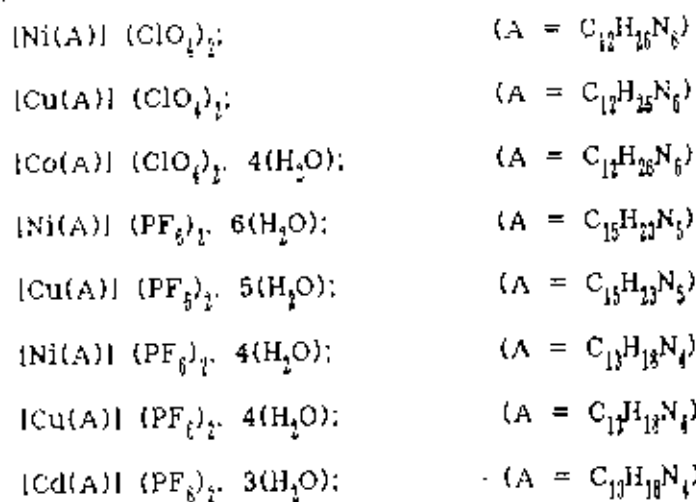 [Ni(A)] (ClO₄)₂; (A = C₁₂H₂₆N₆)
[Cu(A)] (ClO₄)₂; (A = C₁₂H₂₆N₆)
[Co(A)] (ClO₄)₂. 4(H₂O); (A = C₁₂H₂₆N₆)
[Ni(A)] (PF₆)₂. 6(H₂O); (A = C₁₅H₂₃N₅)
[Cu(A)] (PF₆)₂. 5(H₂O); (A = C₁₅H₂₃N₅)
[Ni(A)] (PF₆)₂. 4(H₂O); (A = C₁₃H₁₈N₄)
[Cu(A)] (PF₆)₂. 4(H₂O); (A = C₁₃H₁₈N₄)
[Cd(A)] (PF₆)₂. 3(H₂O); (A = C₁₃H₁₈N₄)